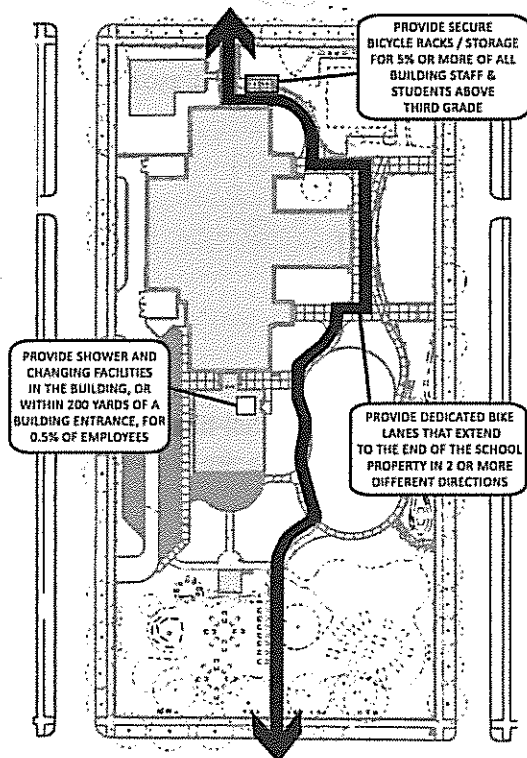 PROVIDE SECURE
BICYCLE RACKS / STORAGE
FOR 5% OR MORE OF ALL
BUILDING STAFF &
STUDENTS ABOVE
THIRD GRADE
PROVIDE SHOWER AND
CHANGING FACILITIES
IN THE BUILDING, OR
WITHIN 200 YARDS OF A
BUILDING ENTRANCE, FOR
0.5% OF EMPLOYEES
PROVIDE DEDICATED BIKE
LANES THAT EXTEND
TO THE END OF THE SCHOOL
PROPERTY IN 2 OR MORE
DIFFERENT DIRECTIONS